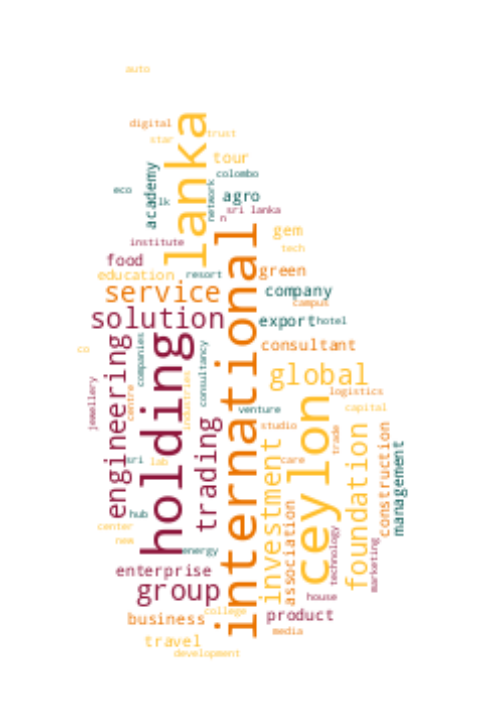 auto
digital
star
trust
lanka
tour
colombo
eco
academy
lk
network
agro
sri lanka
n
institute
gem
tech
food
education
resort
green
service
company
campus
solution
export
hotel
international
holding
engineering
companies
consultancy
consultant
co
global
jewellery
centre
industries
logistics
venture
capital
ceylon
trading
studio
trade
investment
foundation
construction
management
sri
lab
care
hub
center
new
energy
association
technology
marketing
enterprise
group
house
college
business
product
media
travel
development